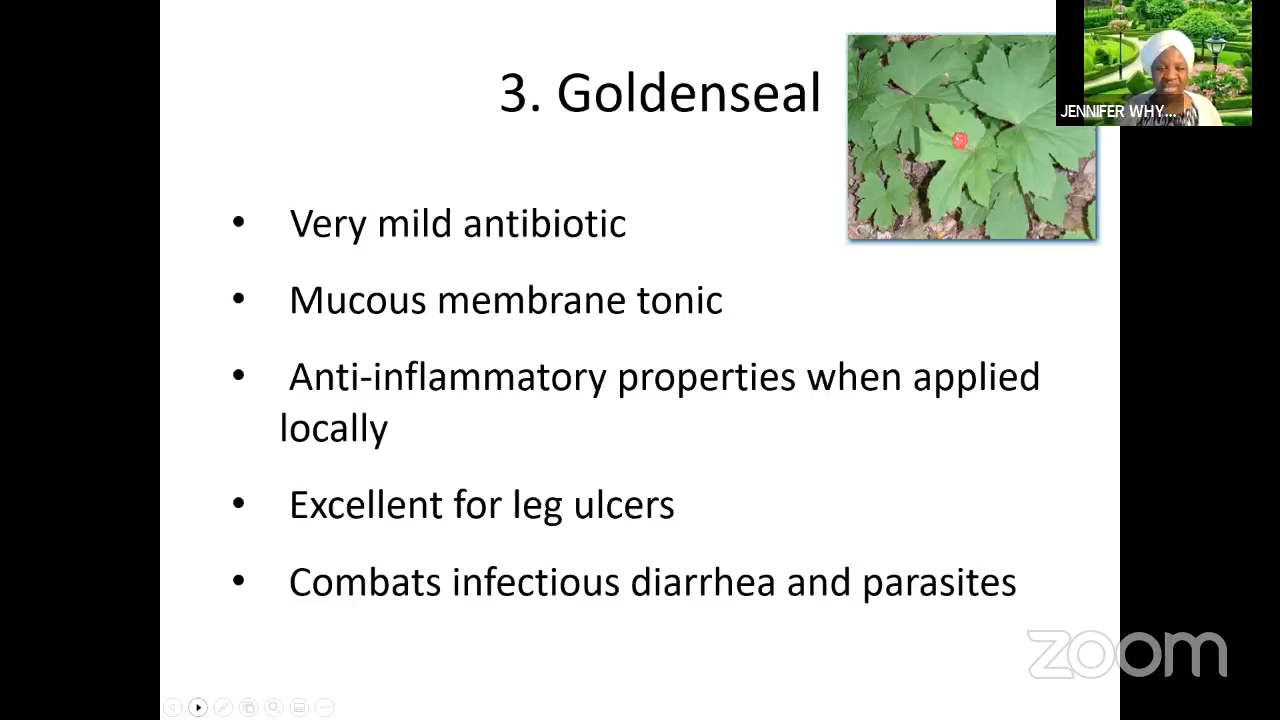 3. Goldenseal
JENNIFER WHY...
• Very mild antibiotic
• Mucous membrane tonic
• Anti-inflammatory properties when applied
locally
• Excellent for leg ulcers
• Combats infectious diarrhea and parasites
zoom